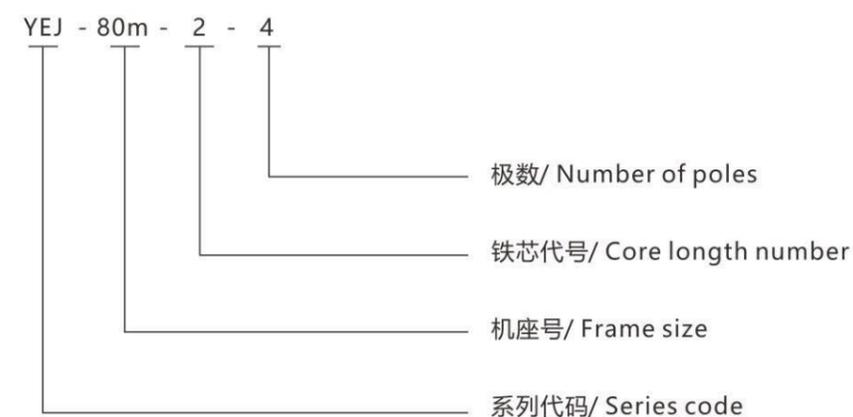 YEJ - 80m - 2 - 4
极数/ Number of poles
铁芯代号/ Core longth number
机座号/ Frame size
系列代码/ Series code